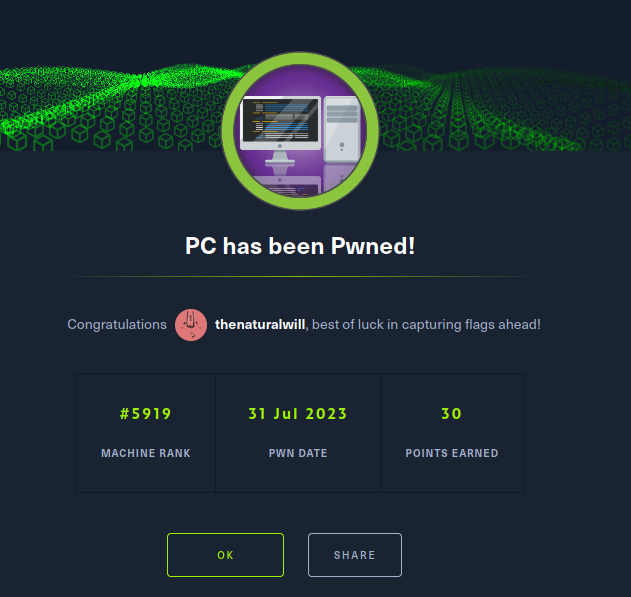 PC has been Pwned!
Congratulations thenaturalwill, best of luck in capturing flags ahead!
#5919 31 Jul 2023 30
MACHINE RANK PWN DATE POINTS EARNED
OK SHARE